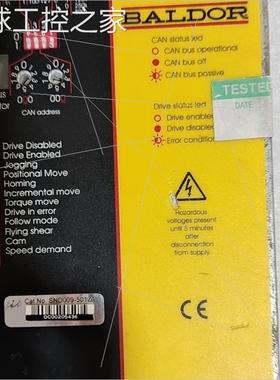 球工控之家
BALDOR
CAN status led
CAN bus operational
CAN bus off
CAN bus passive
CAN address
TESTED
DATE
Drive status led
Drive enabled
Drive disabled
Error condition
Drive Disabled
Drive Enabled
Jogging
Positional Move
Homing
Incremental move
Torque move
Drive in error
Follow mode
Flying shear
Cam
Speed demand
Hazardous
voltages present
until 5 minutes
after
disconnection
from supply.
CE
Cat No.
0C00205436